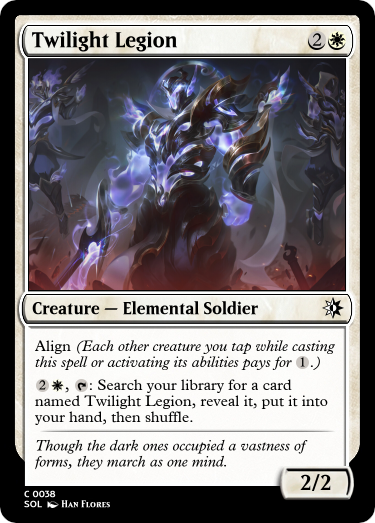 Twilight Legion 2
Creature — Elemental Soldier
Align (Each other creature you tap while casting
this spell or activating its abilities pays for 1.)
2, : Search your library for a card
named Twilight Legion, reveal it, put it into
your hand, then shuffle.
Though the dark ones occupied a vastness of
forms, they march as one mind.
2/2
C 0038
SOL Han Flores